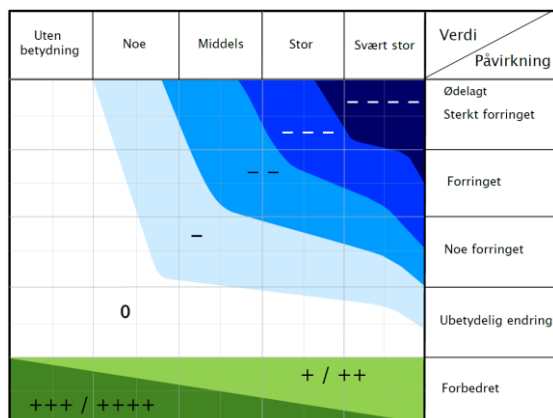 Uten
betydning
Noe
Middels
Stor
Svært stor
Verdi
Påvirkning
Ødelagt
Sterkt forringet
– – – –
– – –
– –
Forringet
–
Noe forringet
0
Ubetydelig endring
+ / ++
+++ / ++++
Forbedret